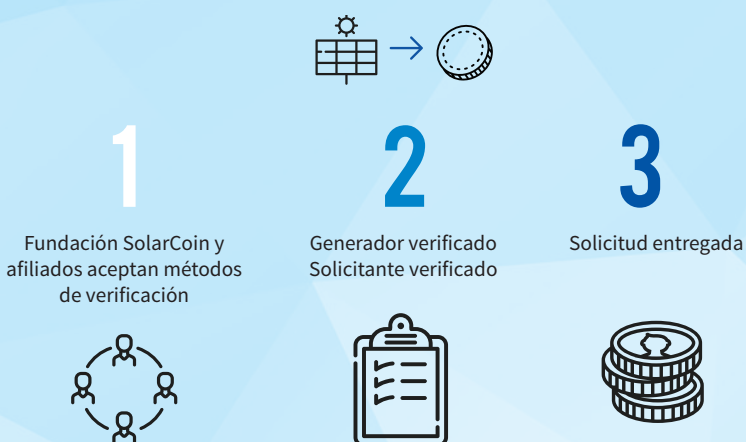 1
Fundación SolarCoin y
afiliados aceptan métodos
de verificación
2
Generador verificado
Solicitante verificado
3
Solicitud entregada